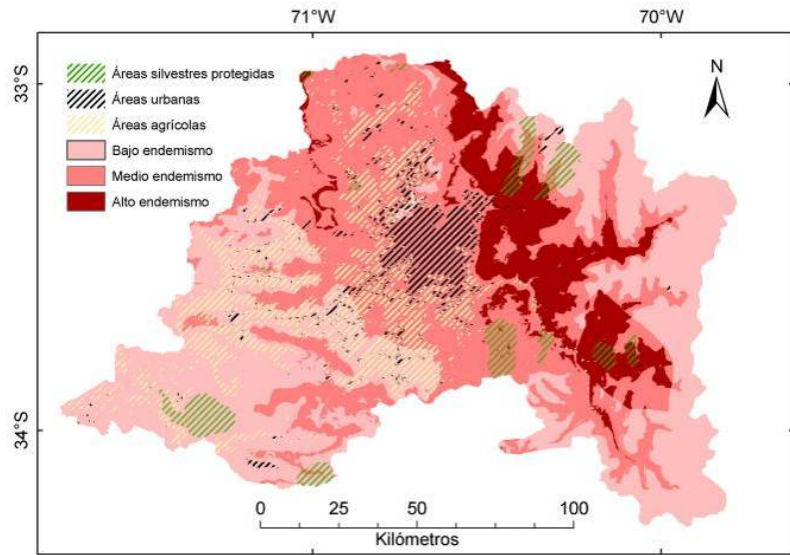 71°W
70°W
33°S
N
Áreas silvestres protegidas
Áreas urbanas
Áreas agrícolas
Bajo endemismo
Medio endemismo
Alto endemismo
34°S
0 25 50 100
Kilómetros